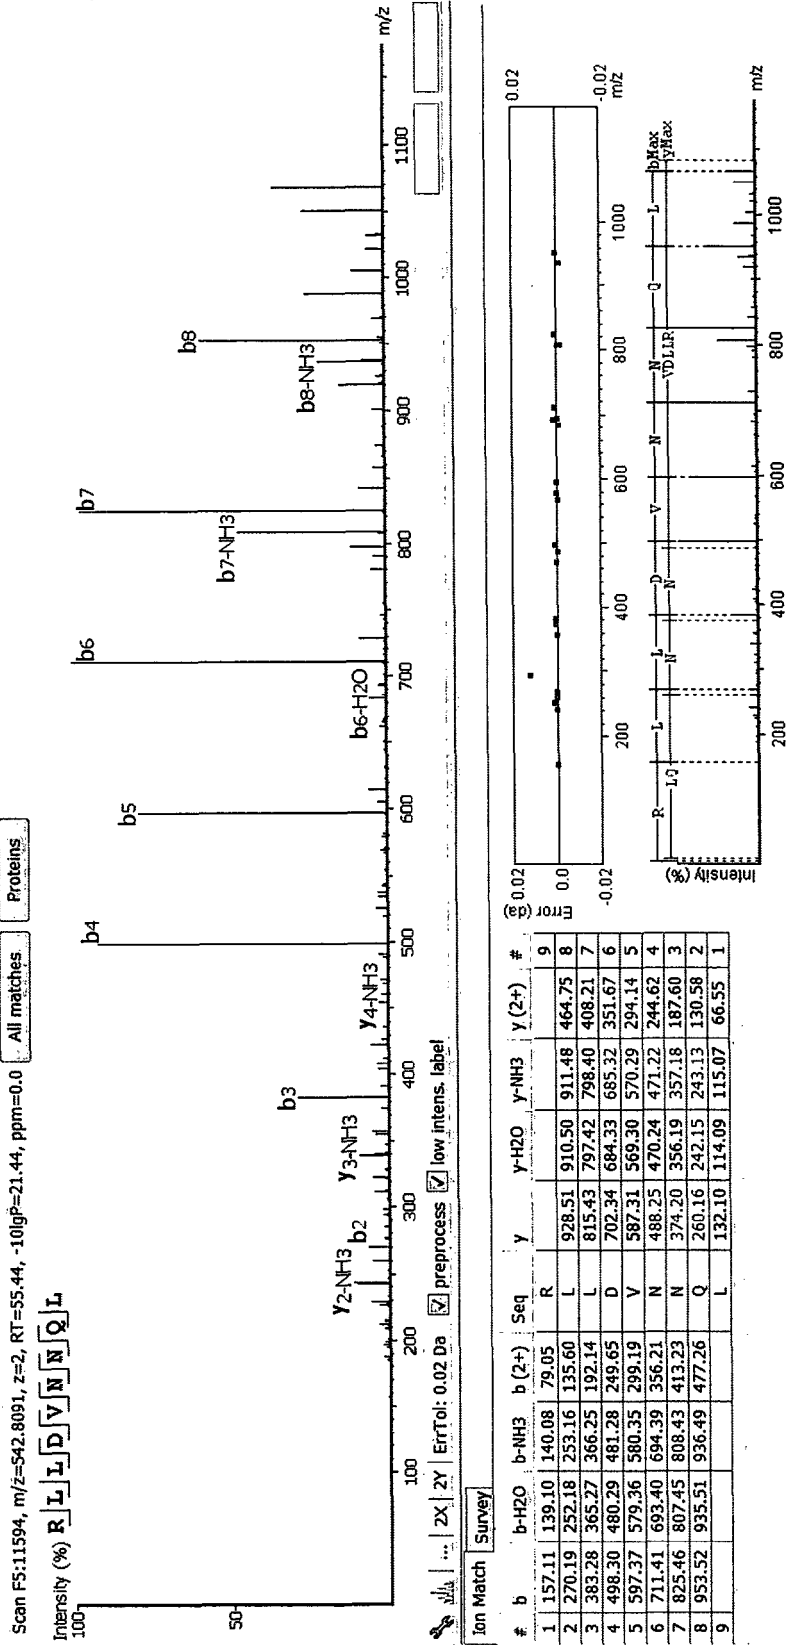 Scan F5:11594, m/z=542.8091, z=2, RT=55.44, -10lgP=21.44, ppm=0.0 All matches Proteins
Intensity (%) R L L D V N N Q L
100
50
y2-NH3 b2 y3-NH3 b3 y4-NH3 b4 b5 b6-H2O b6 b7-NH3 b7 b8-NH3 b8
100 200 300 400 500 600 700 800 900 1000 1100 m/z
... 2X 2Y ErrTol: 0.02 Da preprocess low intens. label
Ion Match Survey
# b b-H2O b-NH3 b (2+) Seq y y-H2O y-NH3 y (2+) #
1 157.11 139.10 140.08 79.05 R 9
2 270.19 252.18 253.16 135.60 L 928.51 910.50 911.48 464.75 8
3 383.28 365.27 366.25 192.14 L 815.43 797.42 798.40 408.21 7
4 498.30 480.29 481.28 249.65 D 702.34 684.33 685.32 351.67 6
5 597.37 579.36 580.35 299.19 V 587.31 569.30 570.29 294.14 5
6 711.41 693.40 694.39 356.21 N 488.25 470.24 471.22 244.62 4
7 825.46 807.45 808.43 413.23 N 374.20 356.19 357.18 187.60 3
8 953.52 935.51 936.49 477.26 Q 260.16 242.15 243.13 130.58 2
9 L 132.10 114.09 115.07 66.55 1
Error (da)
0.02 0.02
0.0
-0.02 -0.02
200 400 600 800 1000 m/z
R L L D V N N Q L bMax
LQ N N VDLLR yMax
Intensity (%)
200 400 600 800 1000 m/z